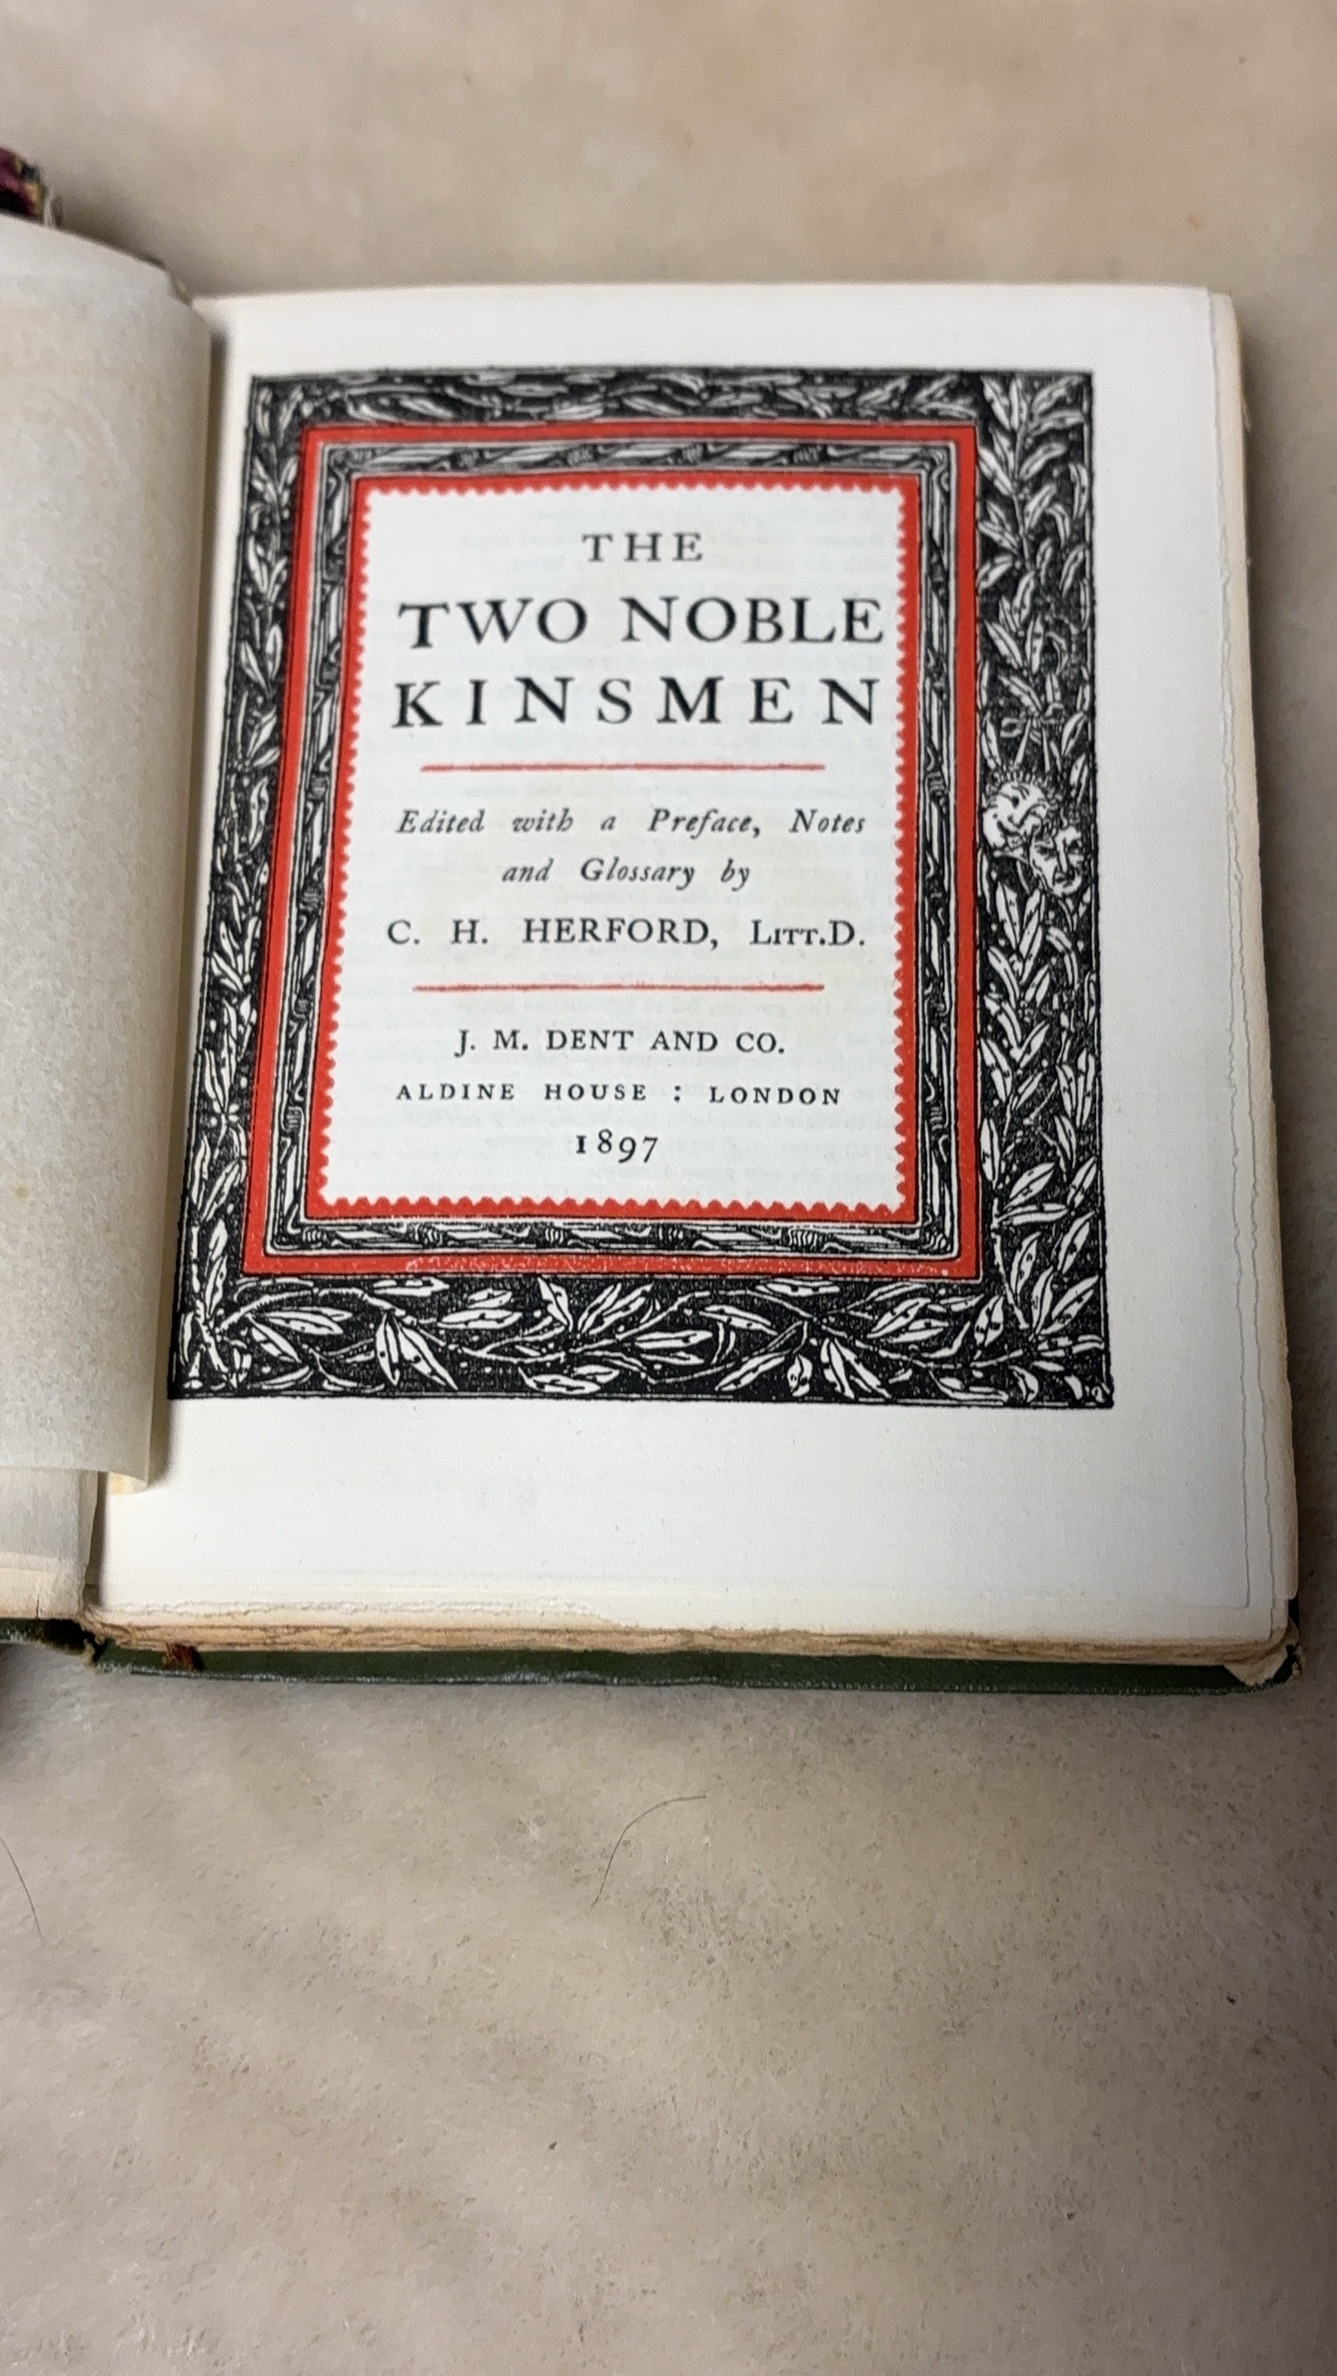 THE
TWO NOBLE
KINSMEN
Edited with a Preface, Notes
and Glossary by
C. H. HERFORD, LITT.D.
J. M. DENT AND CO.
ALDINE HOUSE : LONDON
1897